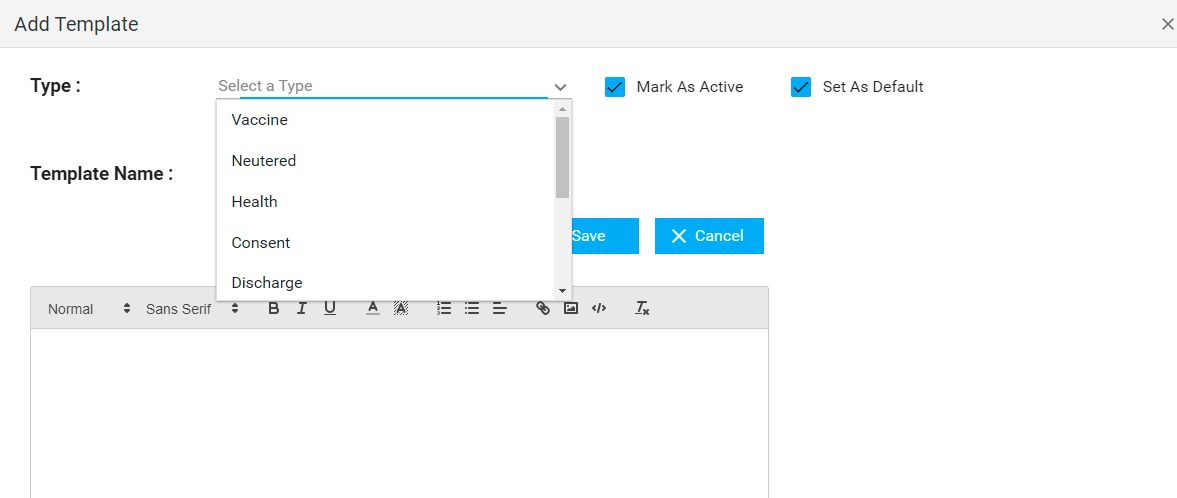 Add Template
Type :
Select a Type
Mark As Active
Set As Default
Vaccine
Neutered
Health
Consent
Discharge
Template Name :
Save
Cancel
Normal
Sans Serif